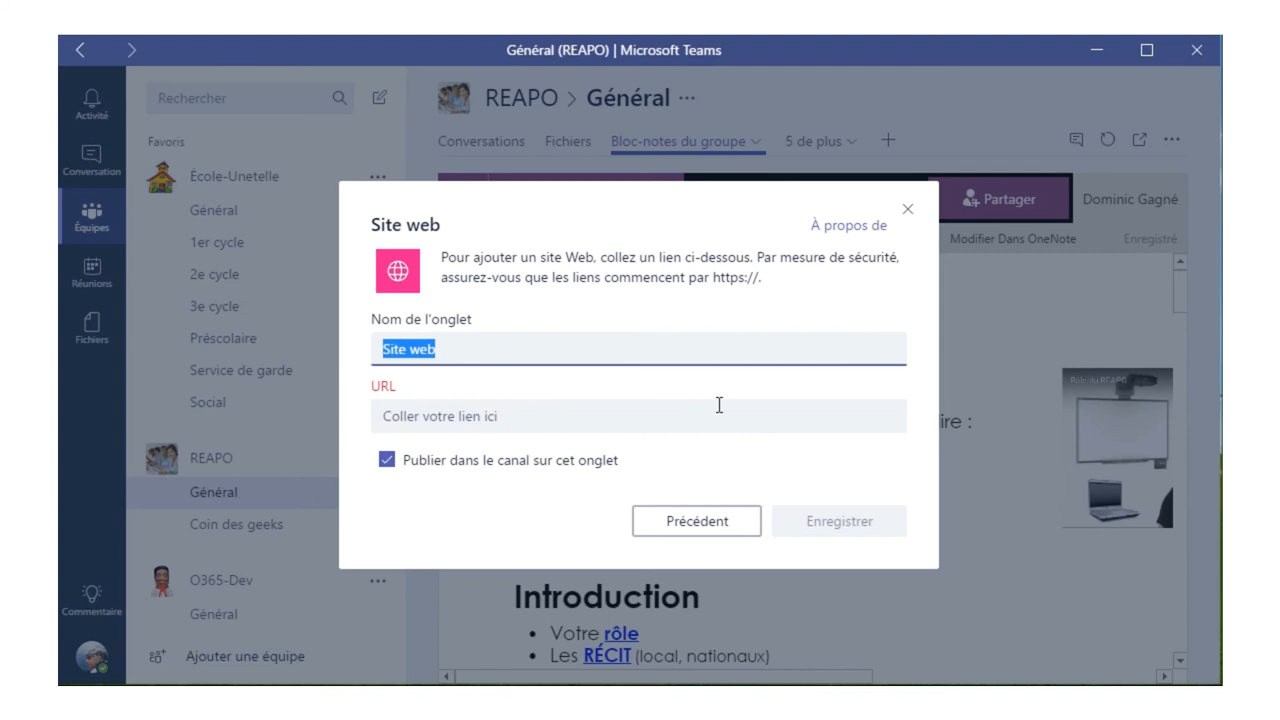 Général (REAPO) | Microsoft Teams
Activité
Conversation
Équipes
Réunions
Fichiers
Commentaire
Rechercher
Favoris
École-Unetelle
Général
1er cycle
2e cycle
3e cycle
Préscolaire
Service de garde
Social
REAPO
Général
Coin des geeks
O365-Dev
Général
Ajouter une équipe
REAPO > Général ...
Conversations Fichiers Bloc-notes du groupe 5 de plus
Partager
Dominic Gagné
Modifier Dans OneNote
Enregistré
Site web
À propos de
Pour ajouter un site Web, collez un lien ci-dessous. Par mesure de sécurité,
assurez-vous que les liens commencent par https://.
Nom de l'onglet
Site web
URL
Coller votre lien ici
Publier dans le canal sur cet onglet
Précédent
Enregistrer
Rôle du REAPO
ire :
Introduction
• Votre rôle
• Les RÉCIT (local, nationaux)